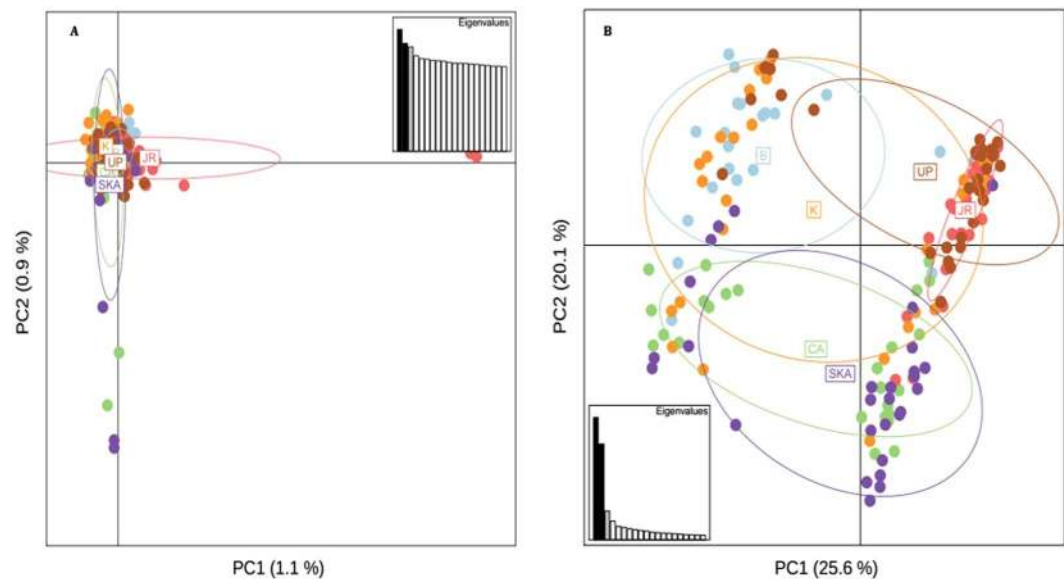 A
Eigenvalues
K
UP
JR
SKA
PC2 (0.9 %)
PC1 (1.1 %)
B
B
K
UP
JR
CA
SKA
Eigenvalues
PC2 (20.1 %)
PC1 (25.6 %)